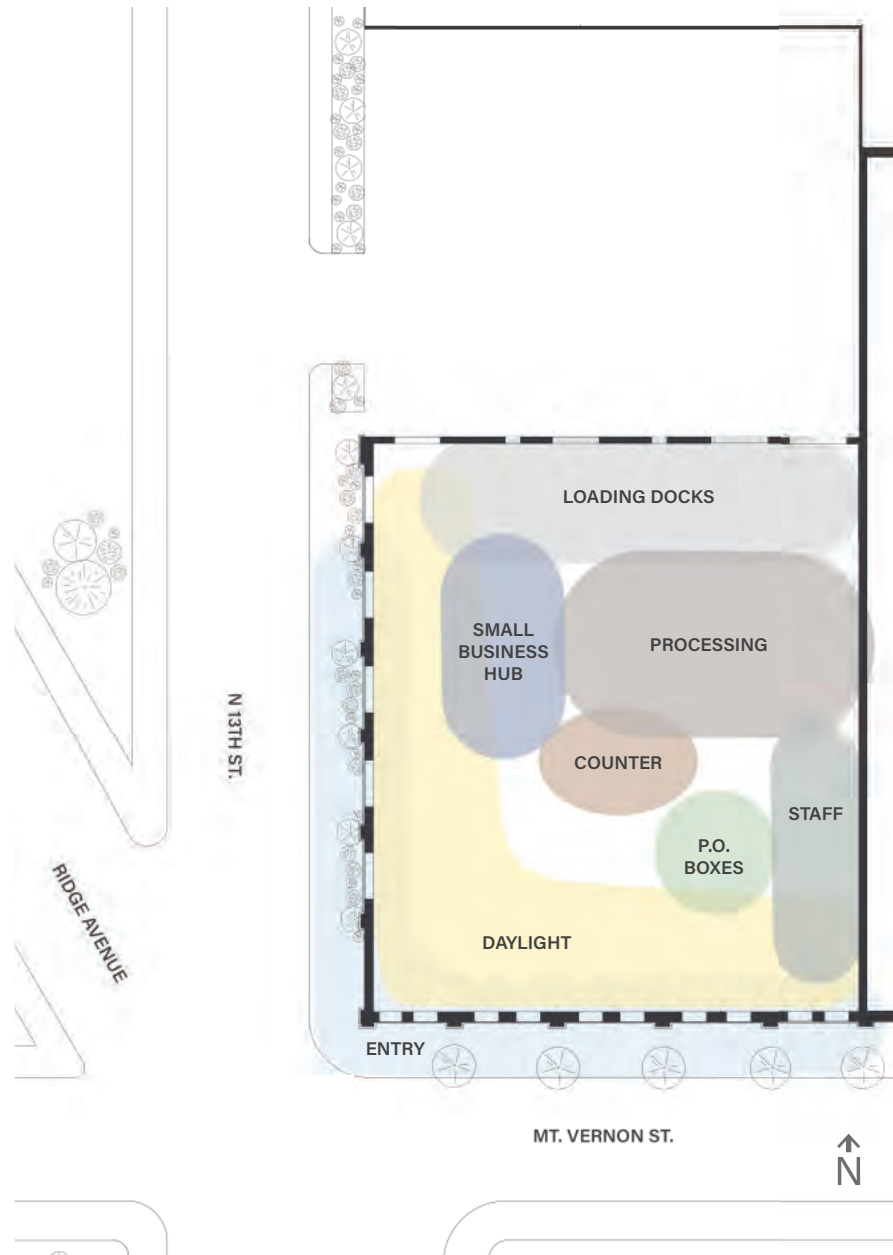 LOADING DOCKS
SMALL
BUSINESS
HUB
PROCESSING
N 13TH ST.
COUNTER
STAFF
P.O.
BOXES
RIDGE AVENUE
DAYLIGHT
ENTRY
MT. VERNON ST.
N